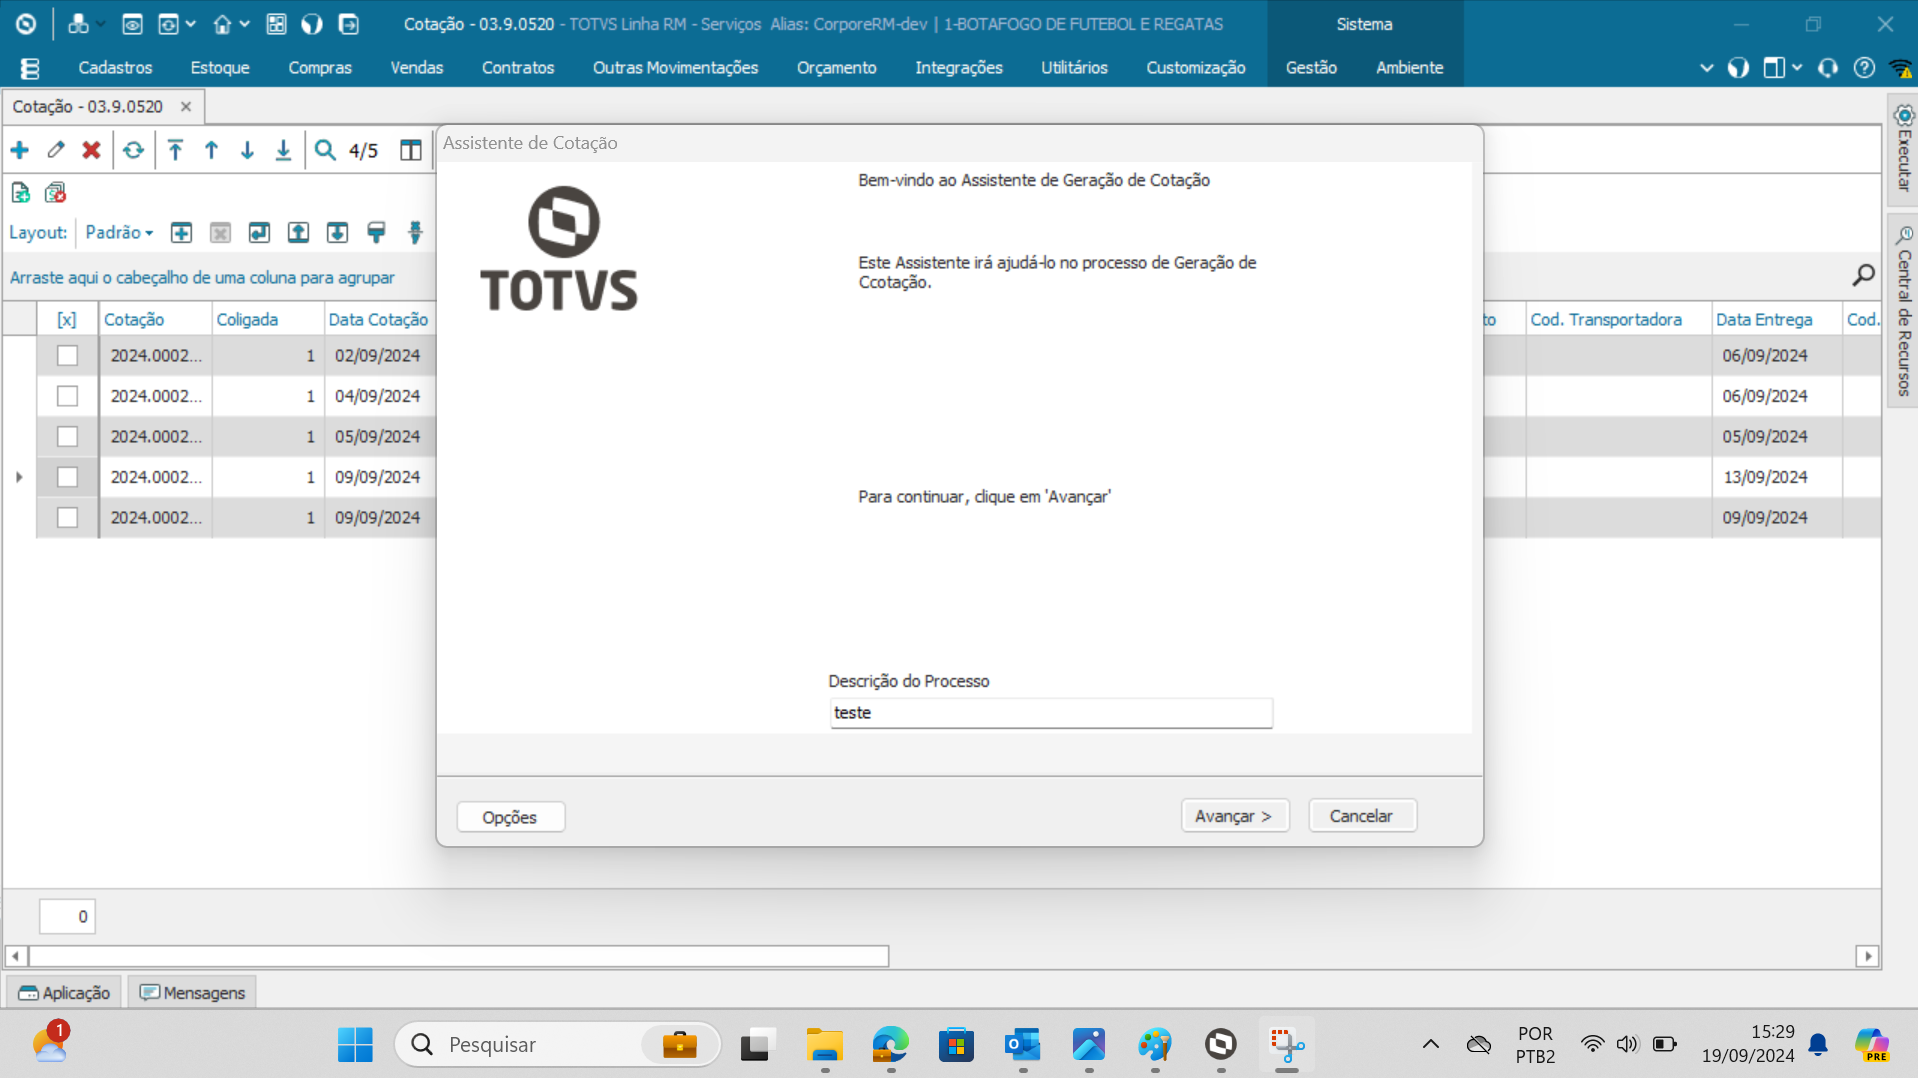 Cotação - 03.9.0520 - TOTVS Linha RM - Serviços Alias: CorporeRM-dev | 1-BOTAFOGO DE FUTEBOL E REGATAS
Sistema
Cadastros Estoque Compras Vendas Contratos Outras Movimentações Orçamento Integrações Utilitários Customização Gestão Ambiente
Cotação - 03.9.0520
4/5
Layout: Padrão
Arraste aqui o cabeçalho de uma coluna para agrupar
[x] Cotação Coligada Data Cotação to Cod. Transportadora Data Entrega Cod.
2024.0002... 1 02/09/2024 06/09/2024
2024.0002... 1 04/09/2024 06/09/2024
2024.0002... 1 05/09/2024 05/09/2024
2024.0002... 1 09/09/2024 13/09/2024
2024.0002... 1 09/09/2024 09/09/2024
Executar
Central de Recursos
Assistente de Cotação
TOTVS
Bem-vindo ao Assistente de Geração de Cotação
Este Assistente irá ajudá-lo no processo de Geração de
Ccotação.
Para continuar, clique em 'Avançar'
Descrição do Processo
teste
Opções
Avançar >
Cancelar
0
Aplicação Mensagens
1
Pesquisar
POR
PTB2
15:29
19/09/2024
PRE